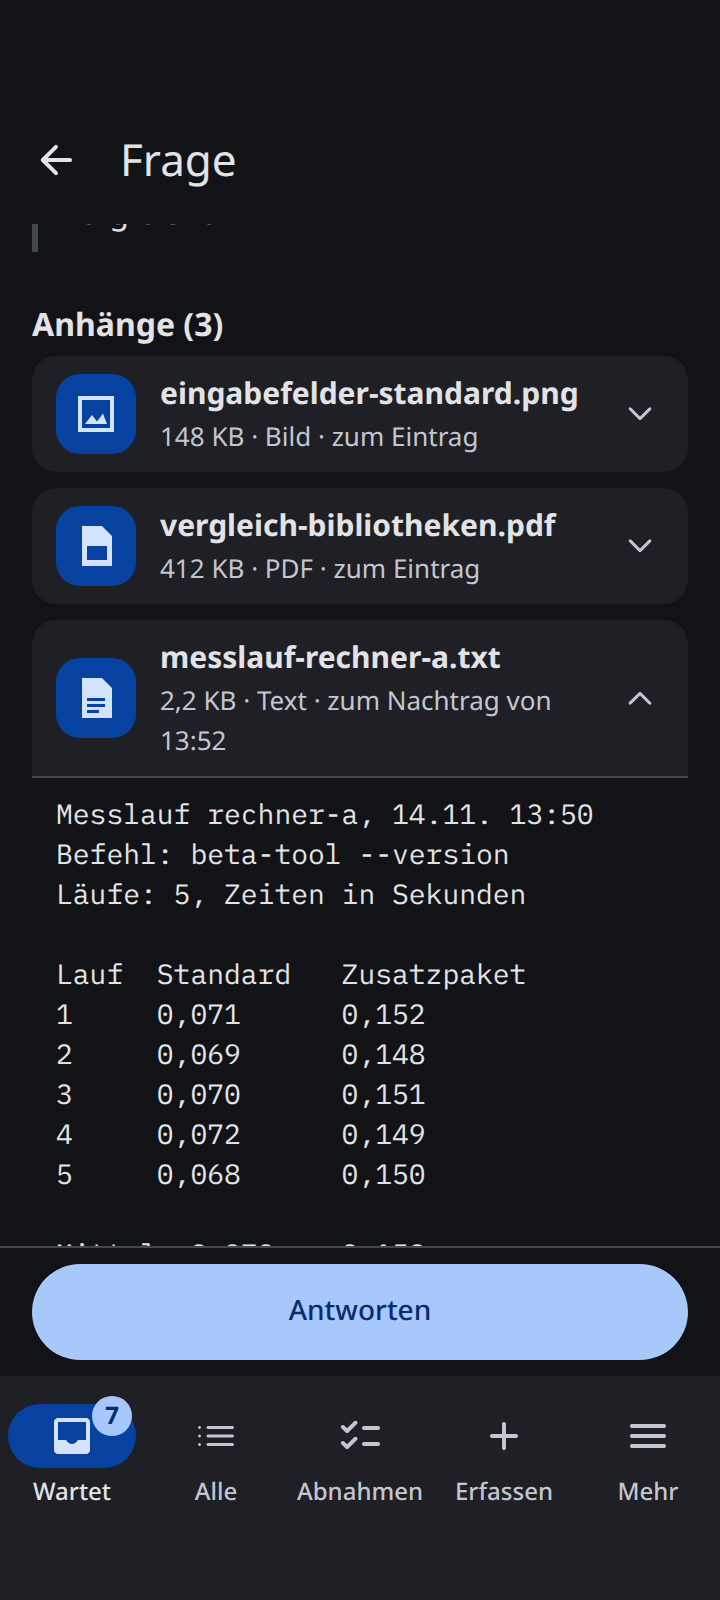 Frage
Anhänge (3)
eingabefelder-standard.png
148 KB · Bild · zum Eintrag
vergleich-bibliotheken.pdf
412 KB · PDF · zum Eintrag
messlauf-rechner-a.txt
2,2 KB · Text · zum Nachtrag von
13:52
Messlauf rechner-a, 14.11. 13:50
Befehl: beta-tool --version
Läufe: 5, Zeiten in Sekunden
Lauf  Standard   Zusatzpaket
1     0,071      0,152
2     0,069      0,148
3     0,070      0,151
4     0,072      0,149
5     0,068      0,150
Antworten
7
Wartet
Alle
Abnahmen
Erfassen
Mehr